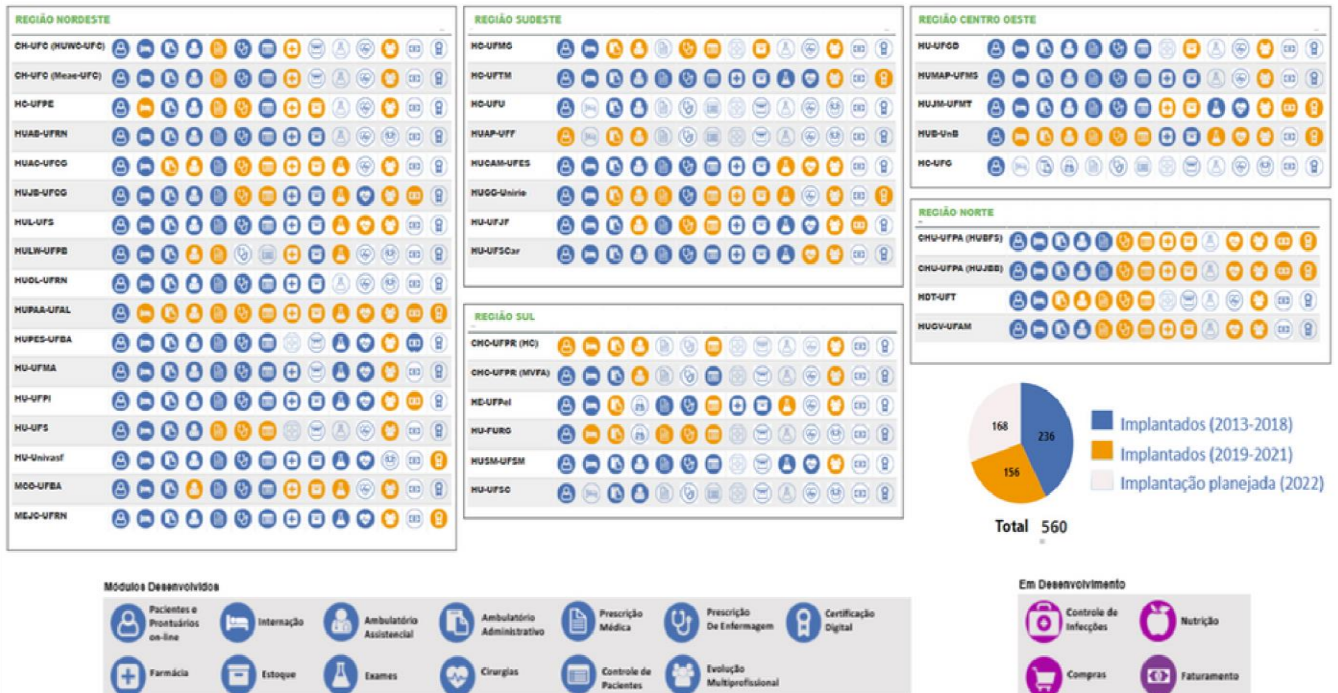 REGIÃO NORDESTE
CH-UFC (HUWC-UFC)
CH-UFC (Meac-UFC)
HC-UFPE
HUAB-UFRN
HUAC-UFCG
HUJB-UFCG
HUL-UFS
HULW-UFPB
HUOL-UFRN
HUPAA-UFAL
HUPES-UFBA
HU-UFMA
HU-UFPI
HU-UFS
HU-Univasf
MCO-UFBA
MEJC-UFRN
REGIÃO SUDESTE
HC-UFMG
HC-UFTM
HC-UFU
HUAP-UFF
HUCAM-UFES
HUGG-Unirio
HU-UFJF
HU-UFSCar
REGIÃO SUL
CHC-UFPR (HC)
CHC-UFPR (MVFA)
HE-UFPel
HU-FURG
HUSM-UFSM
HU-UFSC
REGIÃO CENTRO OESTE
HU-UFGD
HUMAP-UFMS
HUJM-UFMT
HUB-UnB
HC-UFG
REGIÃO NORTE
CHU-UFPA (HUBFS)
CHU-UFPA (HUJBB)
HDT-UFT
HUGV-UFAM
168
236
156
Implantados (2013-2018)
Implantados (2019-2021)
Implantação planejada (2022)
Total 560
Módulos Desenvolvidos
Pacientes e
Prontuários
on-line
Internação
Ambulatório
Assistencial
Ambulatório
Administrativo
Prescrição
Médica
Prescrição
De Enfermagem
Certificação
Digital
Farmácia
Estoque
Exames
Cirurgias
Controle de
Pacientes
Evolução
Multiprofissional
Em Desenvolvimento
Controle de
Infecções
Nutrição
Compras
Faturamento